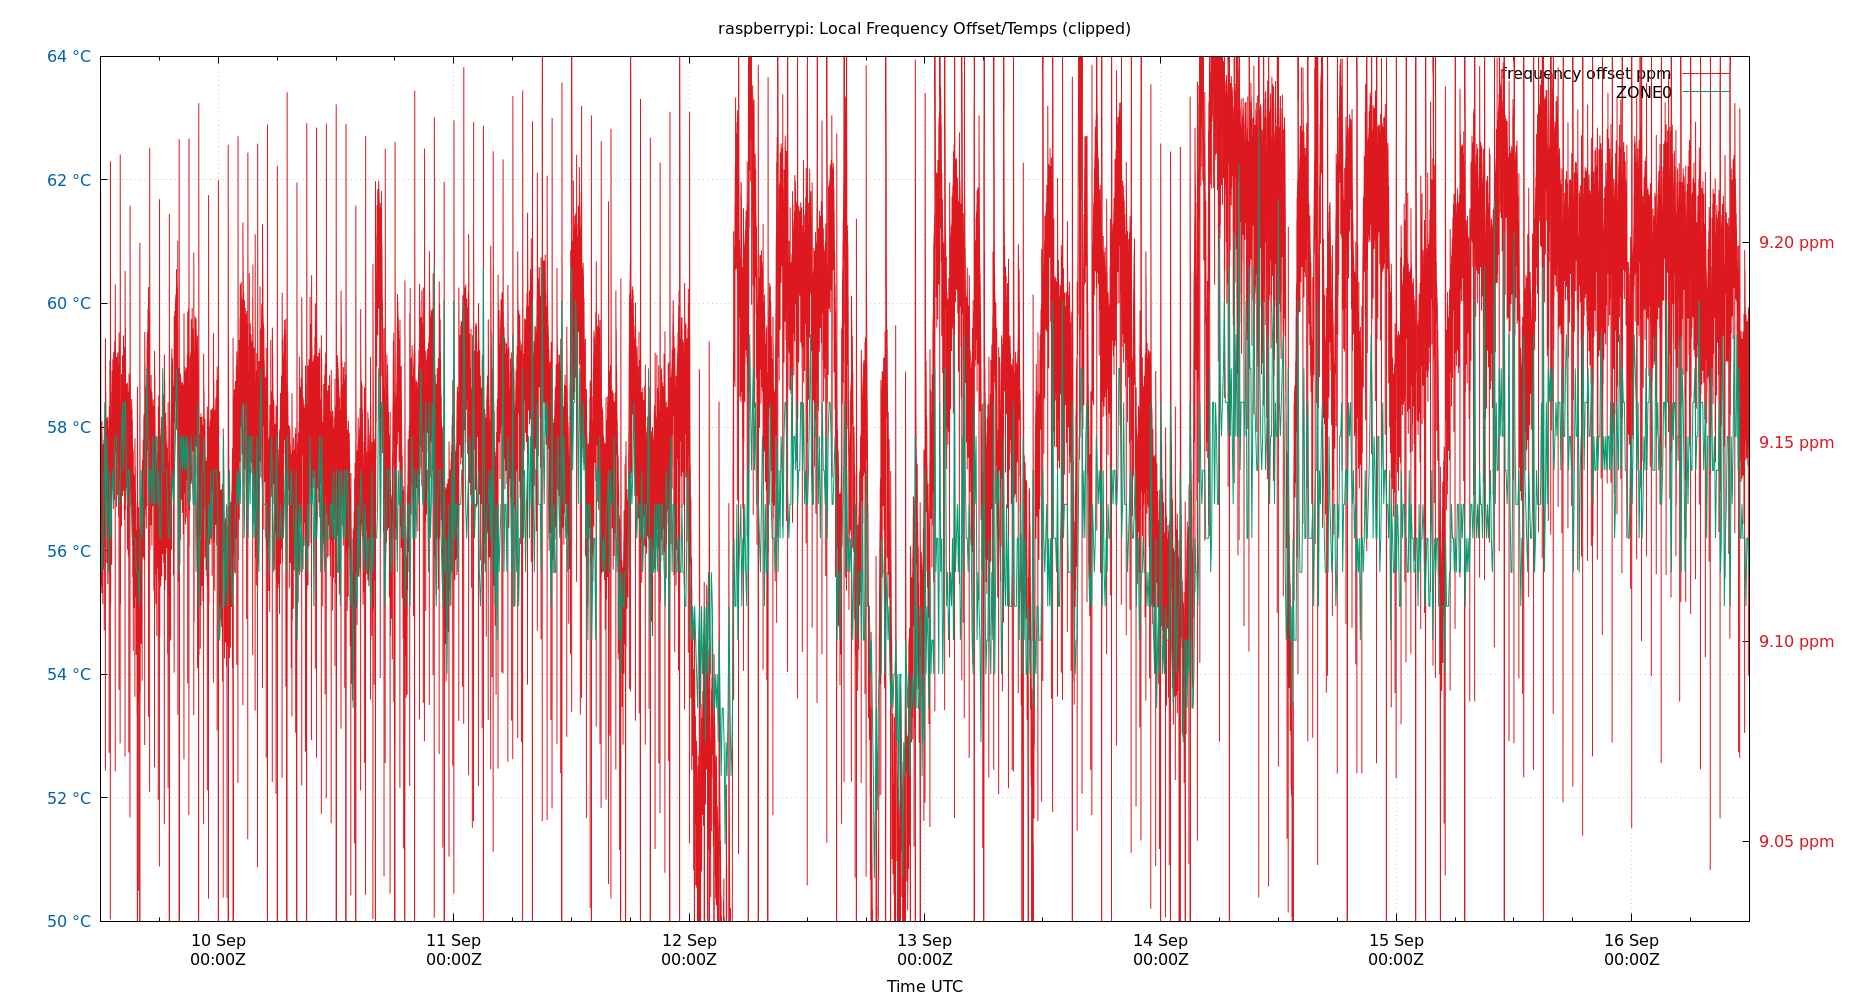 raspberrypi: Local Frequency Offset/Temps (clipped)
64 °C
62 °C
60 °C
58 °C
56 °C
54 °C
52 °C
50 °C
frequency offset ppm
ZONE0
9.20 ppm
9.15 ppm
9.10 ppm
9.05 ppm
10 Sep
00:00Z
11 Sep
00:00Z
12 Sep
00:00Z
13 Sep
00:00Z
14 Sep
00:00Z
15 Sep
00:00Z
16 Sep
00:00Z
Time UTC